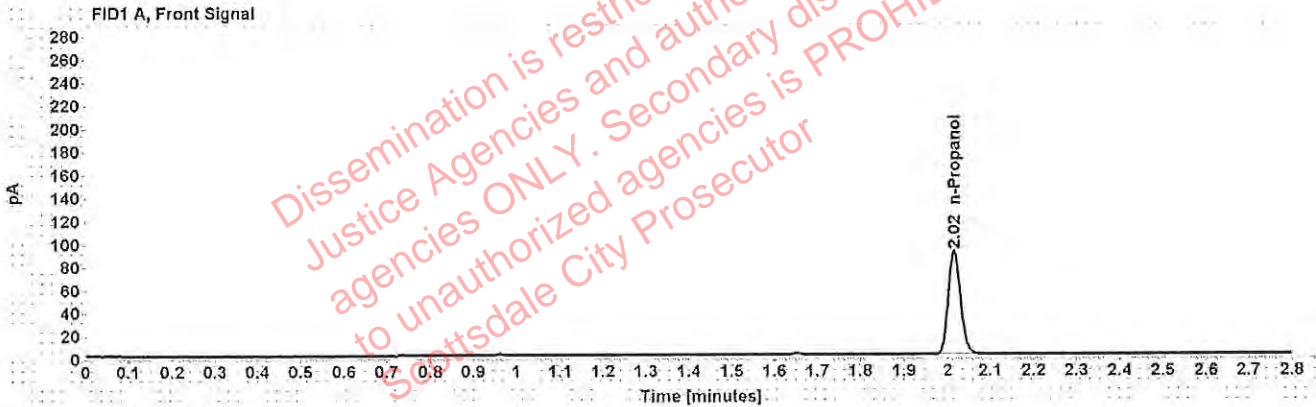 FID1 A, Front Signal
280
260
240
220
200
180
160
140
120
100
80
60
40
20
0
pA
2.02 n-Propanol
0 0.1 0.2 0.3 0.4 0.5 0.6 0.7 0.8 0.9 1 1.1 1.2 1.3 1.4 1.5 1.6 1.7 1.8 1.9 2 2.1 2.2 2.3 2.4 2.5 2.6 2.7 2.8
Time [minutes]
Dissemination is
Justice Agencies and
agencies ONLY. Secondary
to unauthorized agencies is
Scottsdale City Prosecutor